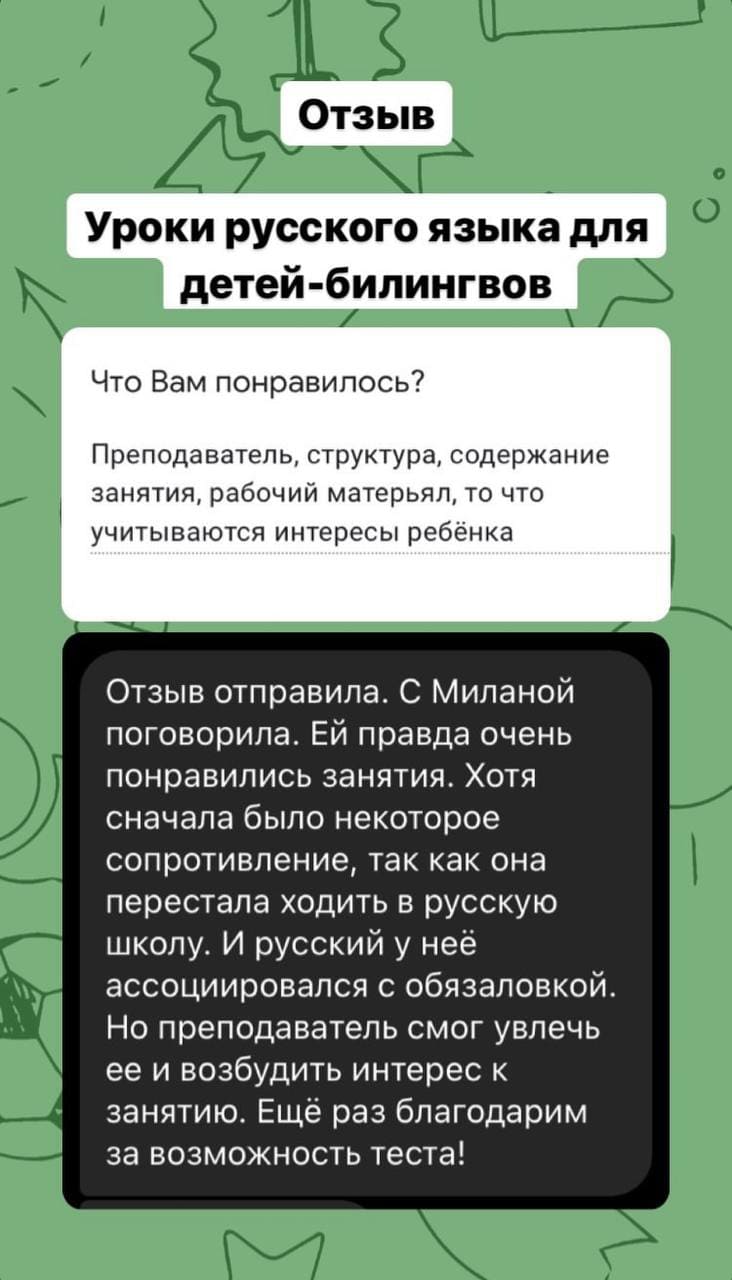 Отзыв
Уроки русского языка для
детей-билингвов
Что Вам понравилось?
Преподаватель, структура, содержание
занятия, рабочий матерьял, то что
учитываются интересы ребёнка
Отзыв отправила. С Миланой
поговорила. Ей правда очень
понравились занятия. Хотя
сначала было некоторое
сопротивление, так как она
перестала ходить в русскую
школу. И русский у неё
ассоциировался с обязаловкой.
Но преподаватель смог увлечь
ее и возбудить интерес к
занятию. Ещё раз благодарим
за возможность теста!